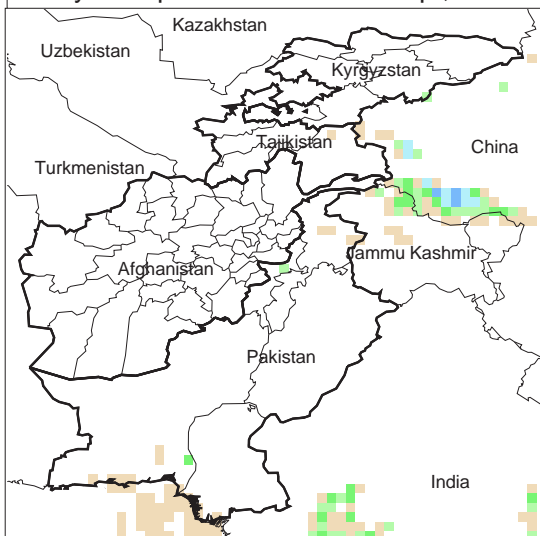 Kazakhstan
Uzbekistan
Kyrgyzstan
Tajikistan
China
Turkmenistan
Jammu Kashmir
Afghanistan
Pakistan
India